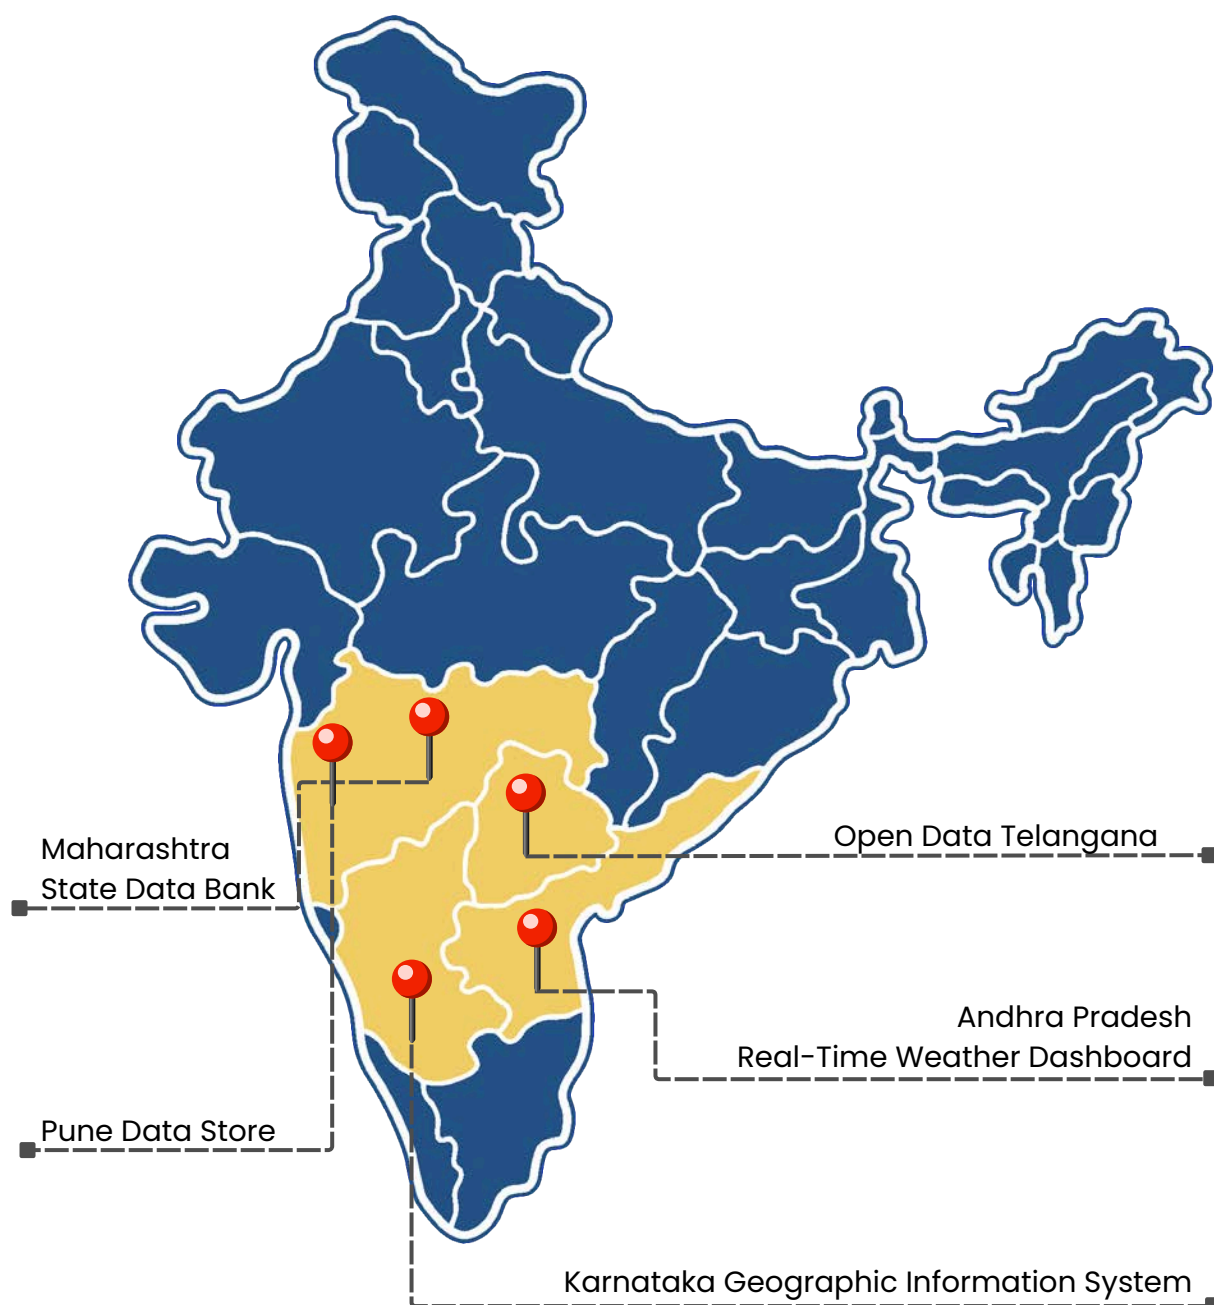 Maharashtra
State Data Bank
Open Data Telangana
Andhra Pradesh
Real-Time Weather Dashboard
Pune Data Store
Karnataka Geographic Information System